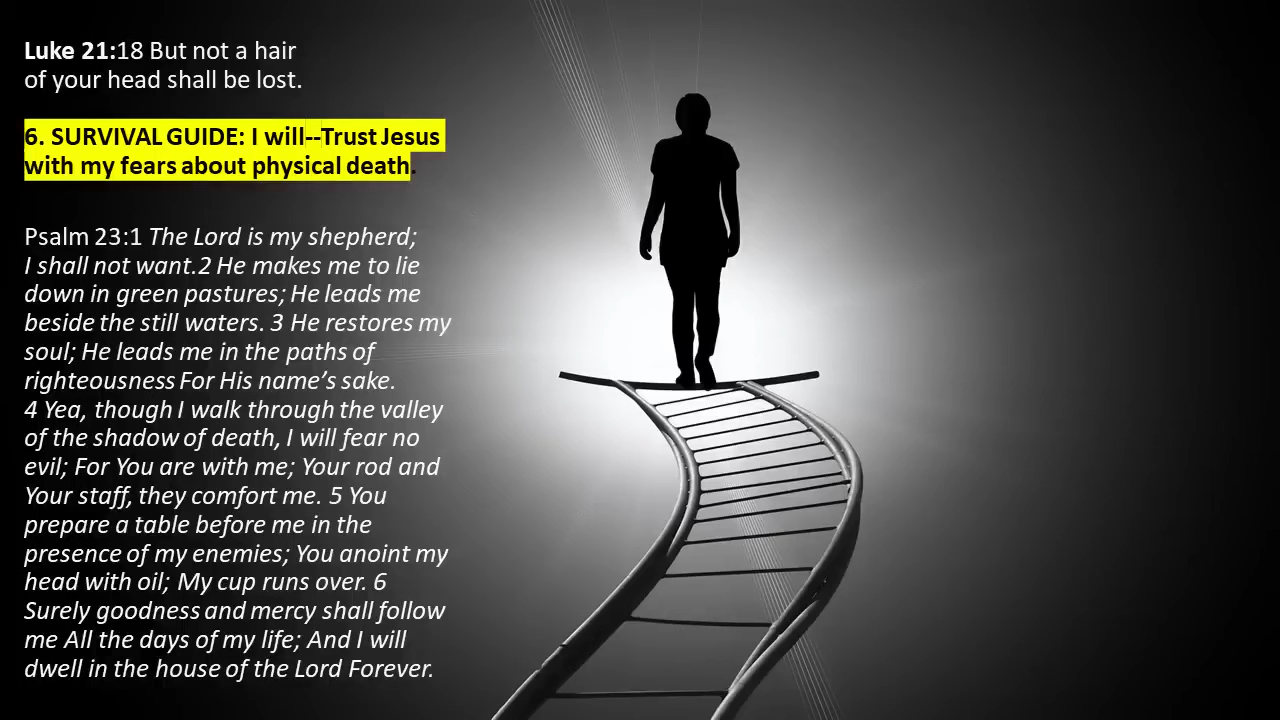 Luke 21:18 But not a hair
of your head shall be lost.
6. SURVIVAL GUIDE: I will--Trust Jesus
with my fears about physical death.
Psalm 23:1 The Lord is my shepherd;
I shall not want.2 He makes me to lie
down in green pastures; He leads me
beside the still waters. 3 He restores my
soul; He leads me in the paths of
righteousness For His name’s sake.
4 Yea, though I walk through the valley
of the shadow of death, I will fear no
evil; For You are with me; Your rod and
Your staff, they comfort me. 5 You
prepare a table before me in the
presence of my enemies; You anoint my
head with oil; My cup runs over. 6
Surely goodness and mercy shall follow
me All the days of my life; And I will
dwell in the house of the Lord Forever.